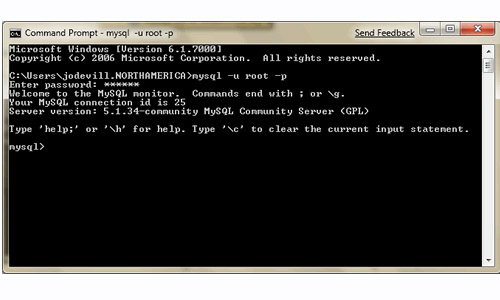 Command Prompt - mysql -u root -p
Send Feedback
Microsoft Windows [Version 6.1.7000]
Copyright (c) 2006 Microsoft Corporation. All rights reserved.
C:\Users\jodevill.NORTHAMERICA>mysql -u root -p
Enter password: ******
Welcome to the MySQL monitor. Commands end with ; or \g.
Your MySQL connection id is 25
Server version: 5.1.34-community MySQL Community Server (GPL)
Type 'help;' or '\h' for help. Type '\c' to clear the current input statement.
mysql>